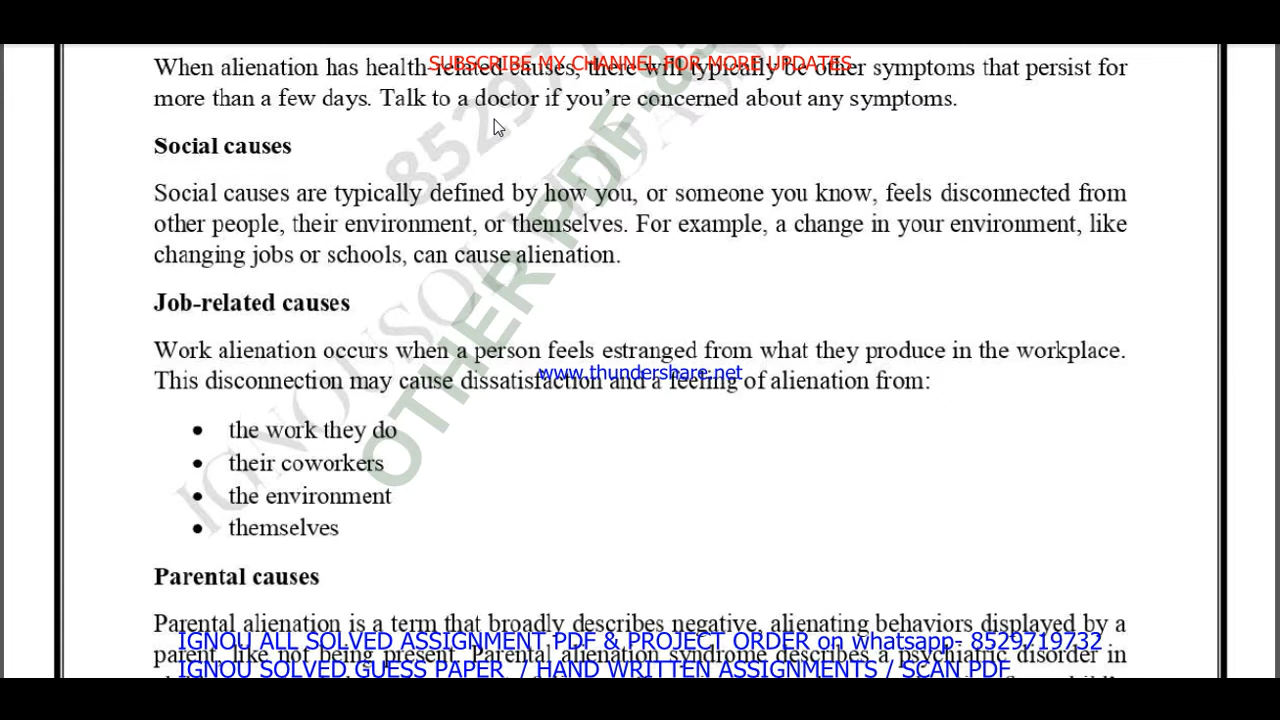 SUBSCRIBE MY CHANNEL FOR MORE UPDATES
When alienation has health-related causes, there will typically be other symptoms that persist for
more than a few days. Talk to a doctor if you’re concerned about any symptoms.
Social causes
Social causes are typically defined by how you, or someone you know, feels disconnected from
other people, their environment, or themselves. For example, a change in your environment, like
changing jobs or schools, can cause alienation.
Job-related causes
Work alienation occurs when a person feels estranged from what they produce in the workplace.
www.thundershare.net
This disconnection may cause dissatisfaction and a feeling of alienation from:
• the work they do
• their coworkers
• the environment
• themselves
Parental causes
Parental alienation is a term that broadly describes negative, alienating behaviors displayed by a
IGNOU ALL SOLVED ASSIGNMENT PDF & PROJECT ORDER on whatsapp- 8529719732
parent, like not being present. Parental alienation syndrome describes a psychiatric disorder in
IGNOU SOLVED GUESS PAPER / HAND WRITTEN ASSIGNMENTS / SCAN PDF
OTHER PDF-85
85297